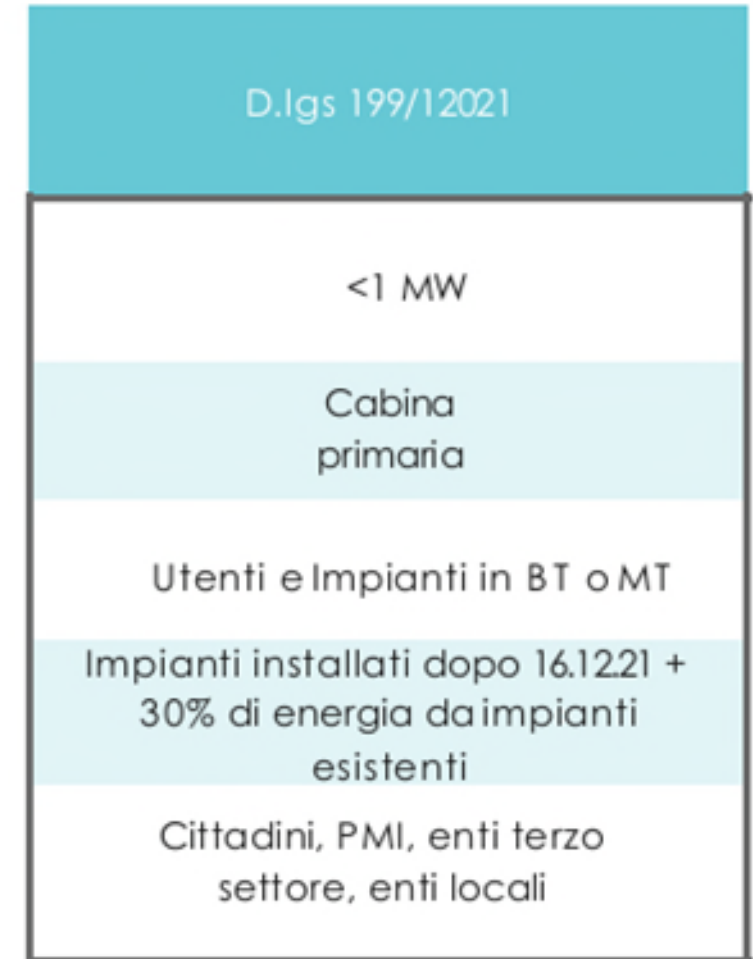 D.lgs 199/12021
<1 MW
Cabina
primaria
Utenti e Impianti in BT o MT
Impianti installati dopo 16.12.21 +
30% di energia da impianti
esistenti
Cittadini, PMI, enti terzo
settore, enti locali